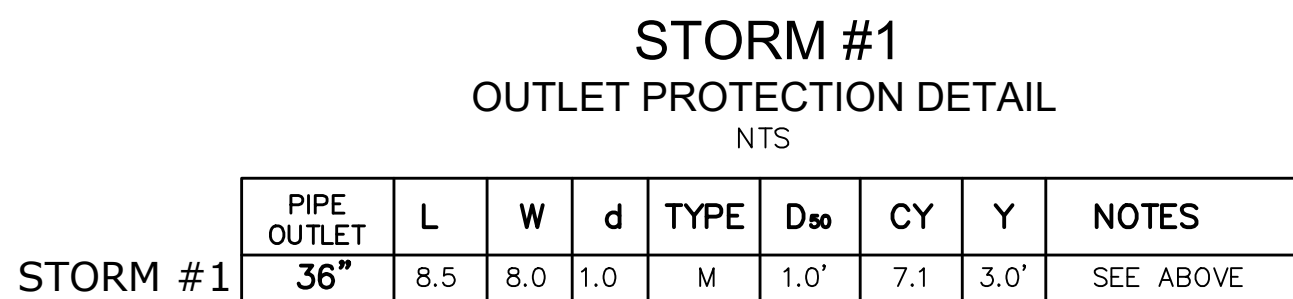 STORM #1
OUTLET PROTECTION DETAIL
NTS
PIPE OUTLET L W d TYPE D50 CY Y NOTES
STORM #1 36" 8.5 8.0 1.0 M 1.0' 7.1 3.0' SEE ABOVE